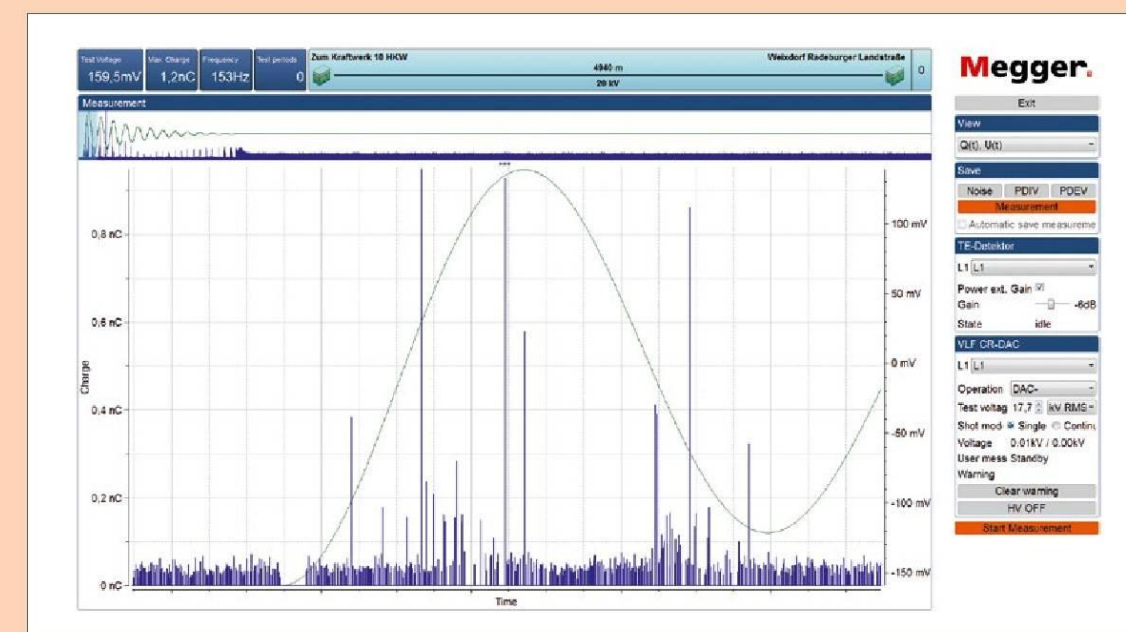 Test Voltage
159,5mV
Max. Charge
1,2nC
Frequency
153Hz
Test periods
0
Zum Kraftwerk 10 HKW
4940 m
20 kV
Weixdorf Radeburger Landstraße
0
Megger.
Measurement
Exit
View
Q(t), U(t)
Save
Noise PDIV PDEV
Measurement
Automatic save measureme
TE-Detektor
L1 L1
Power ext. Gain
Gain -6dB
State idle
VLF CR-DAC
L1 L1
Operation DAC-
Test voltag 17,7 kV RMS
Shot mod Single Continu
Voltage 0.01kV / 0.00kV
User mess Standby
Warning
Clear warning
HV OFF
Start Measurement
Charge
0,8 nC
0,6 nC
0,4 nC
0,2 nC
0 nC
100 mV
50 mV
0 mV
-50 mV
-100 mV
-150 mV
Time